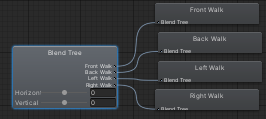 Blend Tree
Front Walk
Back Walk
Left Walk
Right Walk
Horizon
0
Vertical
0
Front Walk
Blend Tree
Back Walk
Blend Tree
Left Walk
Blend Tree
Right Walk
Blend Tree